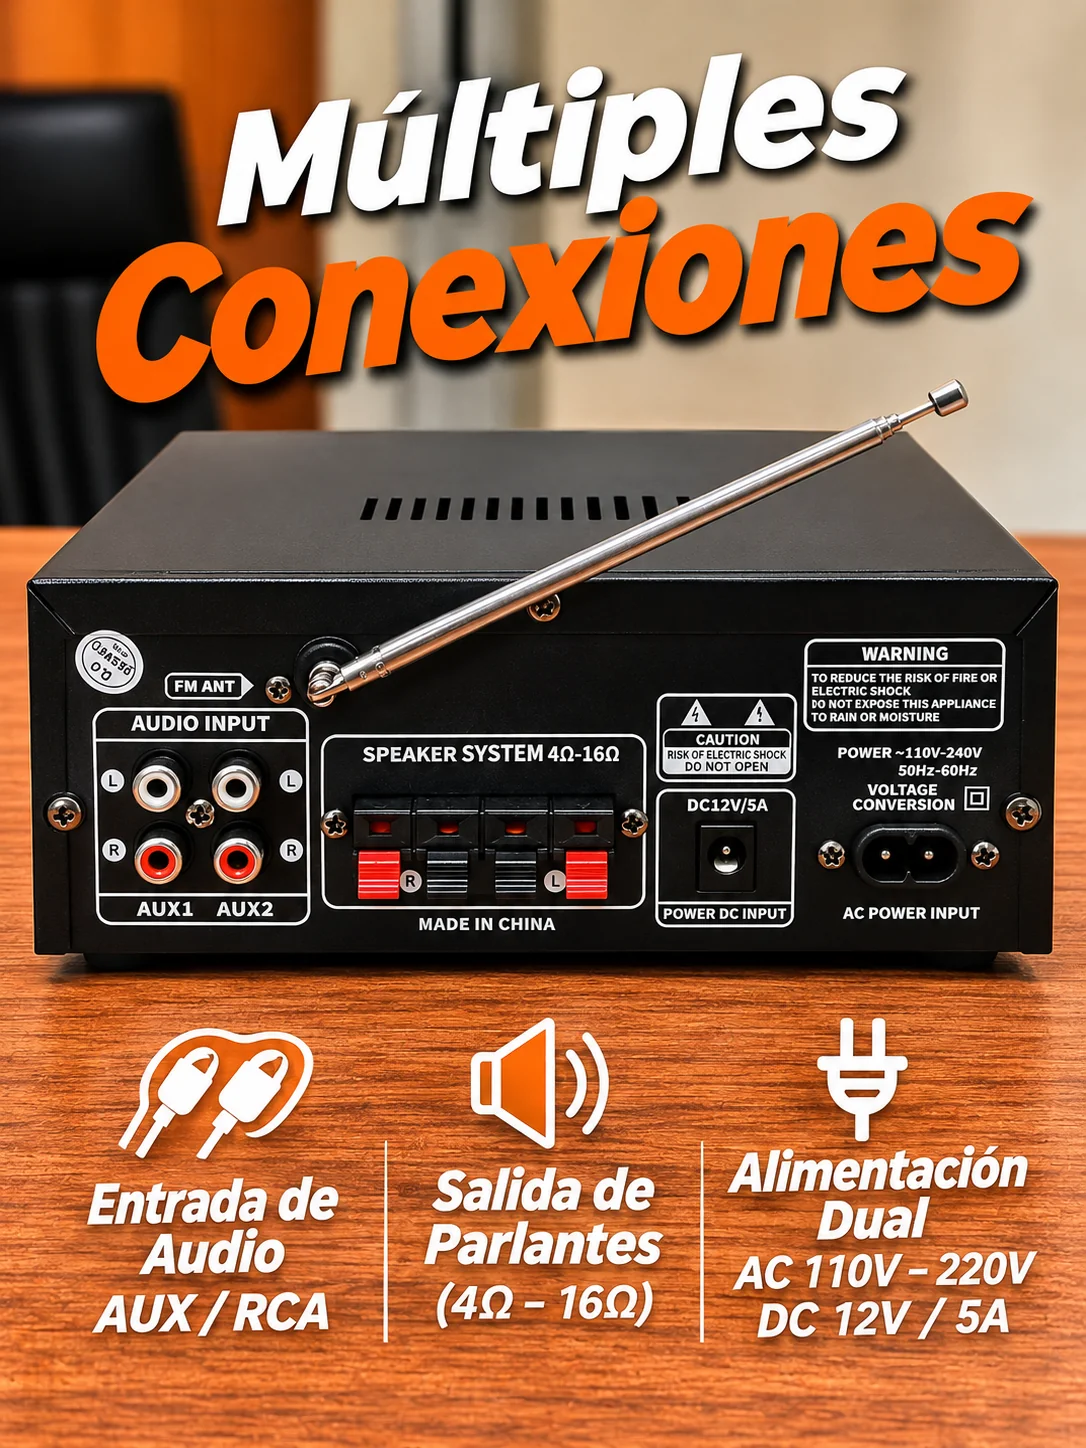 Múltiples
Conexiones
FM ANT
AUDIO INPUT
L
L
R
R
AUX1 AUX2
SPEAKER SYSTEM 4Ω-16Ω
R
L
MADE IN CHINA
CAUTION
RISK OF ELECTRIC SHOCK
DO NOT OPEN
DC12V/5A
POWER DC INPUT
WARNING
TO REDUCE THE RISK OF FIRE OR
ELECTRIC SHOCK
DO NOT EXPOSE THIS APPLIANCE
TO RAIN OR MOISTURE
POWER ~110V-240V
50Hz-60Hz
VOLTAGE
CONVERSION
AC POWER INPUT
Entrada de
Audio
AUX / RCA
Salida de
Parlantes
(4Ω – 16Ω)
Alimentación
Dual
AC 110V – 220V
DC 12V / 5A